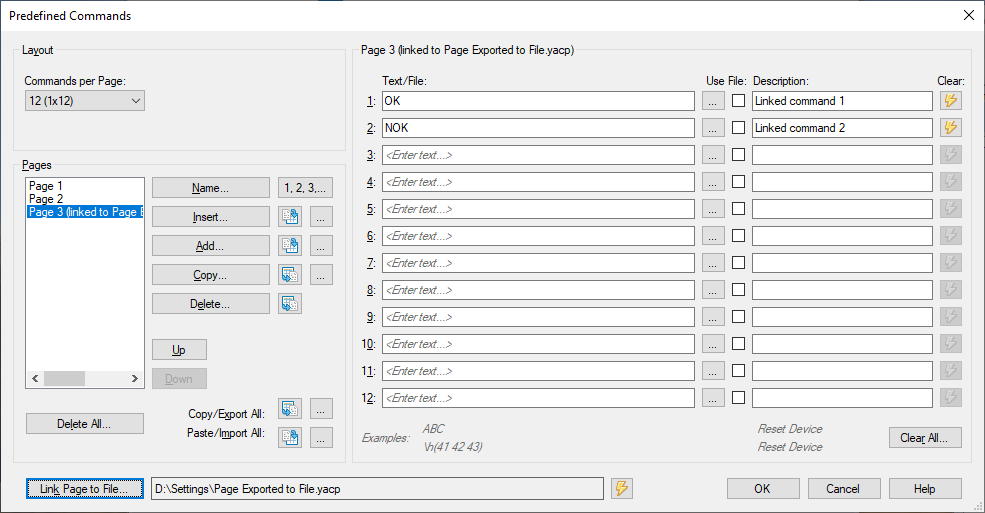 Predefined Commands
Layout
Commands per Page:
12 (1x12)
Pages
Page 1
Page 2
Page 3 (linked to Page E
Name...
1, 2, 3,...
Insert...
...
Add...
...
Copy...
...
Delete...
Up
Down
Delete All...
Copy/Export All:
...
Paste/Import All:
...
Page 3 (linked to Page Exported to File.yacp)
Text/File:
Use File:
Description:
Clear:
1: OK ... Linked command 1
2: NOK ... Linked command 2
3: <Enter text...> ...
4: <Enter text...> ...
5: <Enter text...> ...
6: <Enter text...> ...
7: <Enter text...> ...
8: <Enter text...> ...
9: <Enter text...> ...
10: <Enter text...> ...
11: <Enter text...> ...
12: <Enter text...> ...
Examples:
ABC
\h(41 42 43)
Reset Device
Reset Device
Clear All...
Link Page to File...
D:\Settings\Page Exported to File.yacp
OK
Cancel
Help